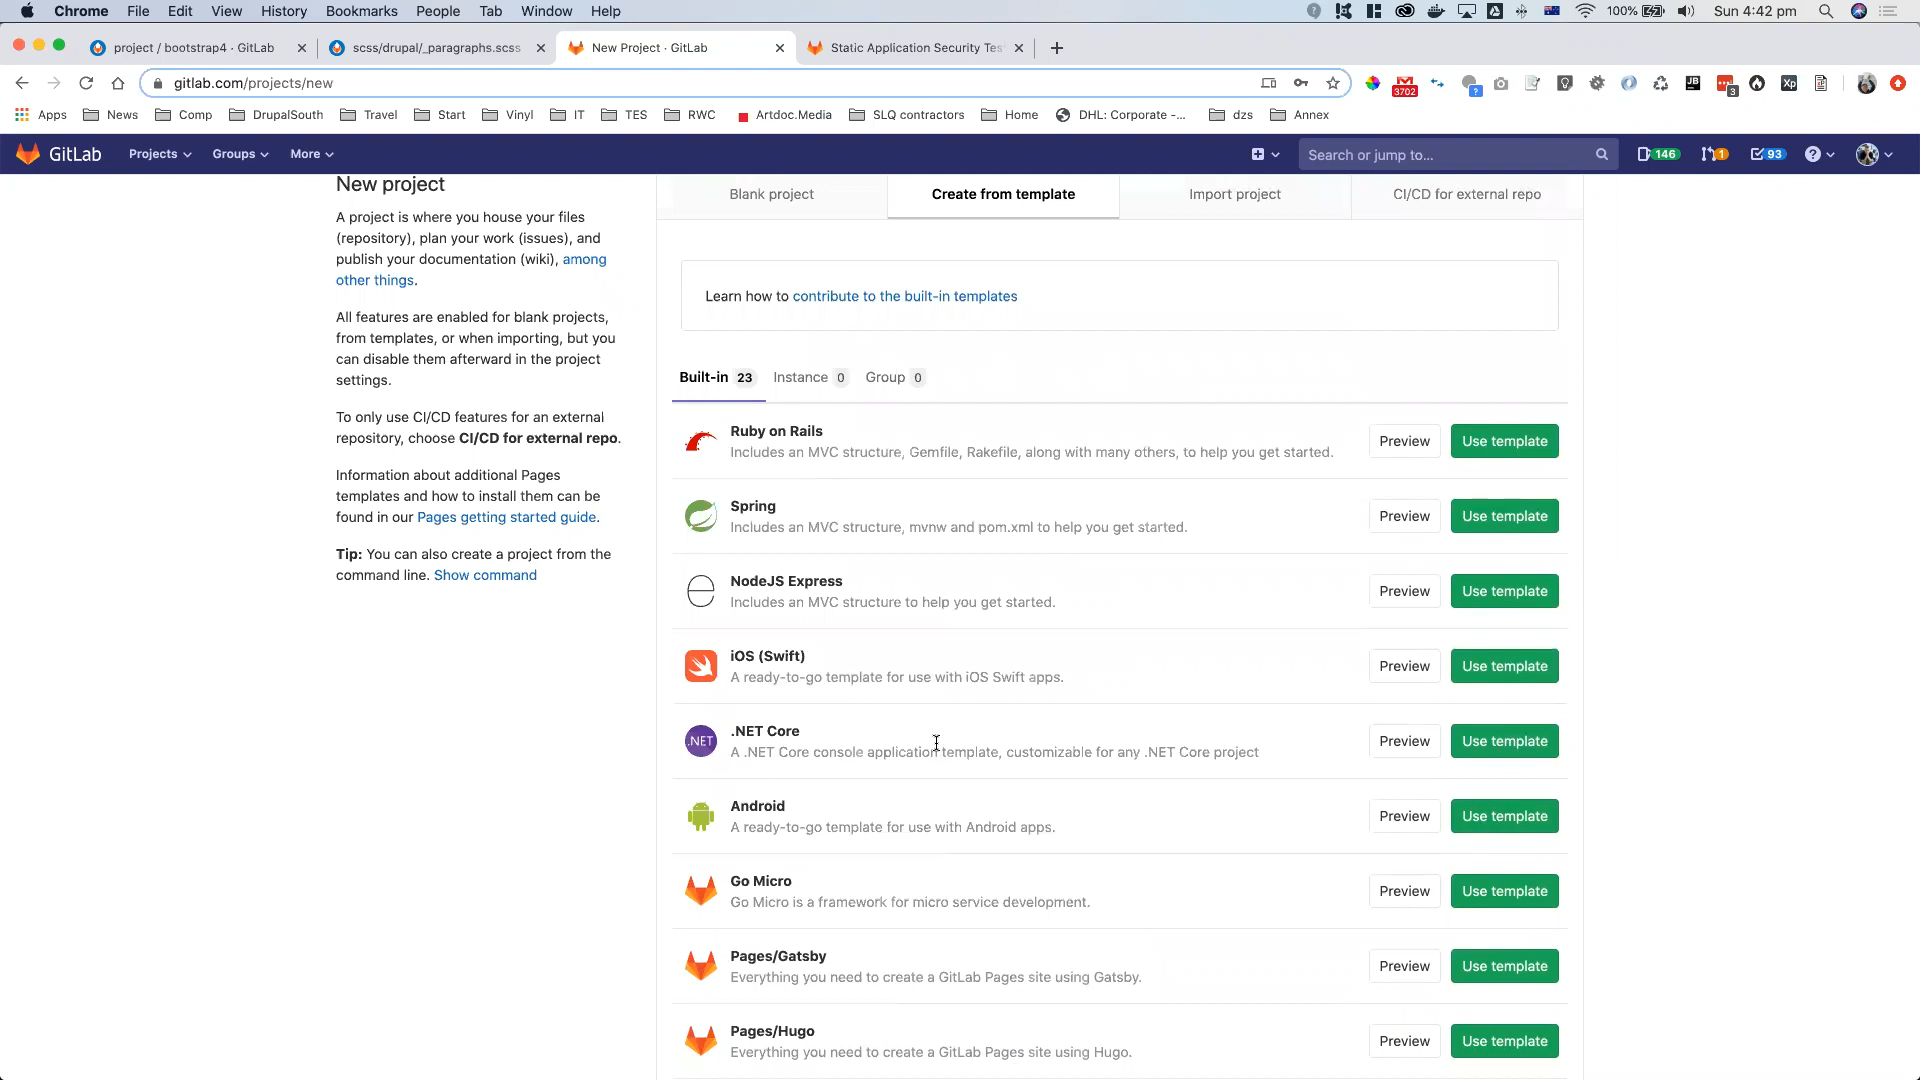 Chrome File Edit View History Bookmarks People Tab Window Help 100% Sun 4:42 pm
project / bootstrap4 · GitLab scss/drupal/_paragraphs.scss New Project · GitLab Static Application Security Tes
gitlab.com/projects/new 3702 ? JB 3 Xp
Apps News Comp DrupalSouth Travel Start Vinyl IT TES RWC Artdoc.Media SLQ contractors Home DHL: Corporate -... dzs Annex
GitLab Projects Groups More Search or jump to... 146 1 93 ?
New project
A project is where you house your files
(repository), plan your work (issues), and
publish your documentation (wiki), among
other things.
All features are enabled for blank projects,
from templates, or when importing, but you
can disable them afterward in the project
settings.
To only use CI/CD features for an external
repository, choose CI/CD for external repo.
Information about additional Pages
templates and how to install them can be
found in our Pages getting started guide.
Tip: You can also create a project from the
command line. Show command
Blank project Create from template Import project CI/CD for external repo
Learn how to contribute to the built-in templates
Built-in 23 Instance 0 Group 0
Ruby on Rails
Includes an MVC structure, Gemfile, Rakefile, along with many others, to help you get started.
Preview Use template
Spring
Includes an MVC structure, mvnw and pom.xml to help you get started.
Preview Use template
NodeJS Express
Includes an MVC structure to help you get started.
Preview Use template
iOS (Swift)
A ready-to-go template for use with iOS Swift apps.
Preview Use template
.NET
.NET Core
A .NET Core console application template, customizable for any .NET Core project
Preview Use template
Android
A ready-to-go template for use with Android apps.
Preview Use template
Go Micro
Go Micro is a framework for micro service development.
Preview Use template
Pages/Gatsby
Everything you need to create a GitLab Pages site using Gatsby.
Preview Use template
Pages/Hugo
Everything you need to create a GitLab Pages site using Hugo.
Preview Use template